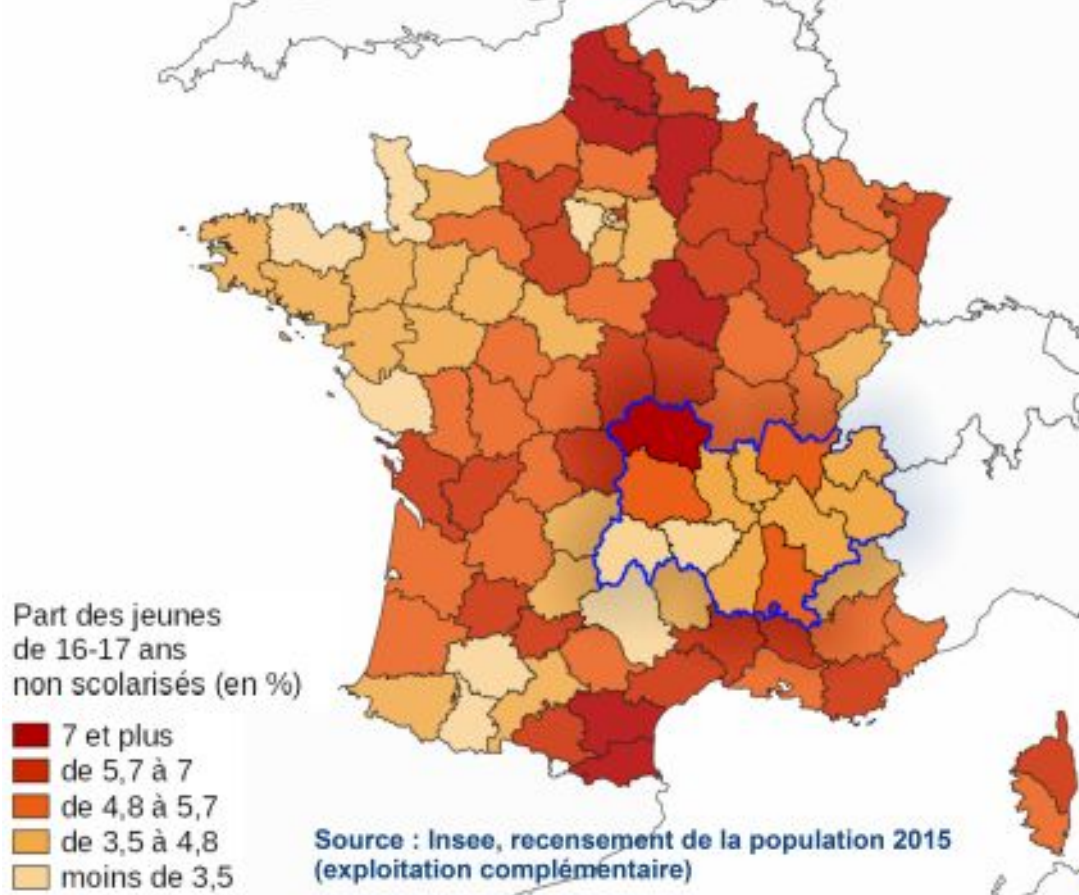 Part des jeunes
de 16-17 ans
non scolarisés (en %)
7 et plus
de 5,7 à 7
de 4,8 à 5,7
de 3,5 à 4,8
moins de 3,5
Source : Insee, recensement de la population 2015
(exploitation complémentaire)